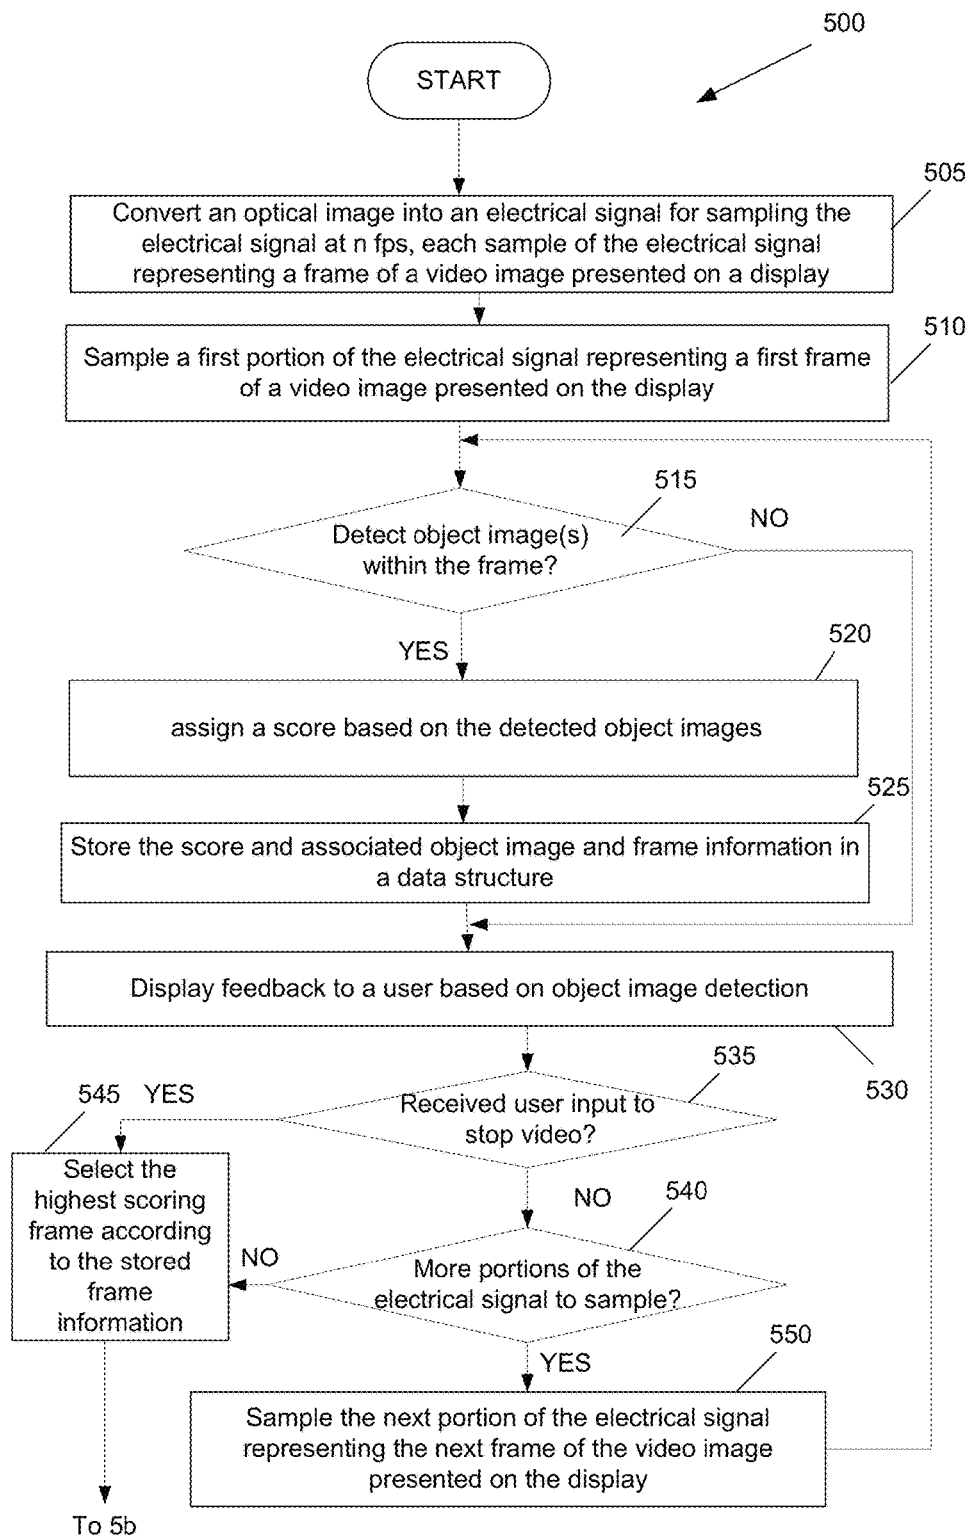 500
START
505
Convert an optical image into an electrical signal for sampling the
electrical signal at n fps, each sample of the electrical signal
representing a frame of a video image presented on a display
510
Sample a first portion of the electrical signal representing a first frame
of a video image presented on the display
515
NO
Detect object image(s)
within the frame?
YES
520
assign a score based on the detected object images
525
Store the score and associated object image and frame information in
a data structure
Display feedback to a user based on object image detection
530
535
545
YES
Received user input to
stop video?
Select the
highest scoring
frame according
to the stored
frame
information
NO
540
NO
More portions of the
electrical signal to sample?
YES
550
Sample the next portion of the electrical signal
representing the next frame of the video image
presented on the display
To 5b